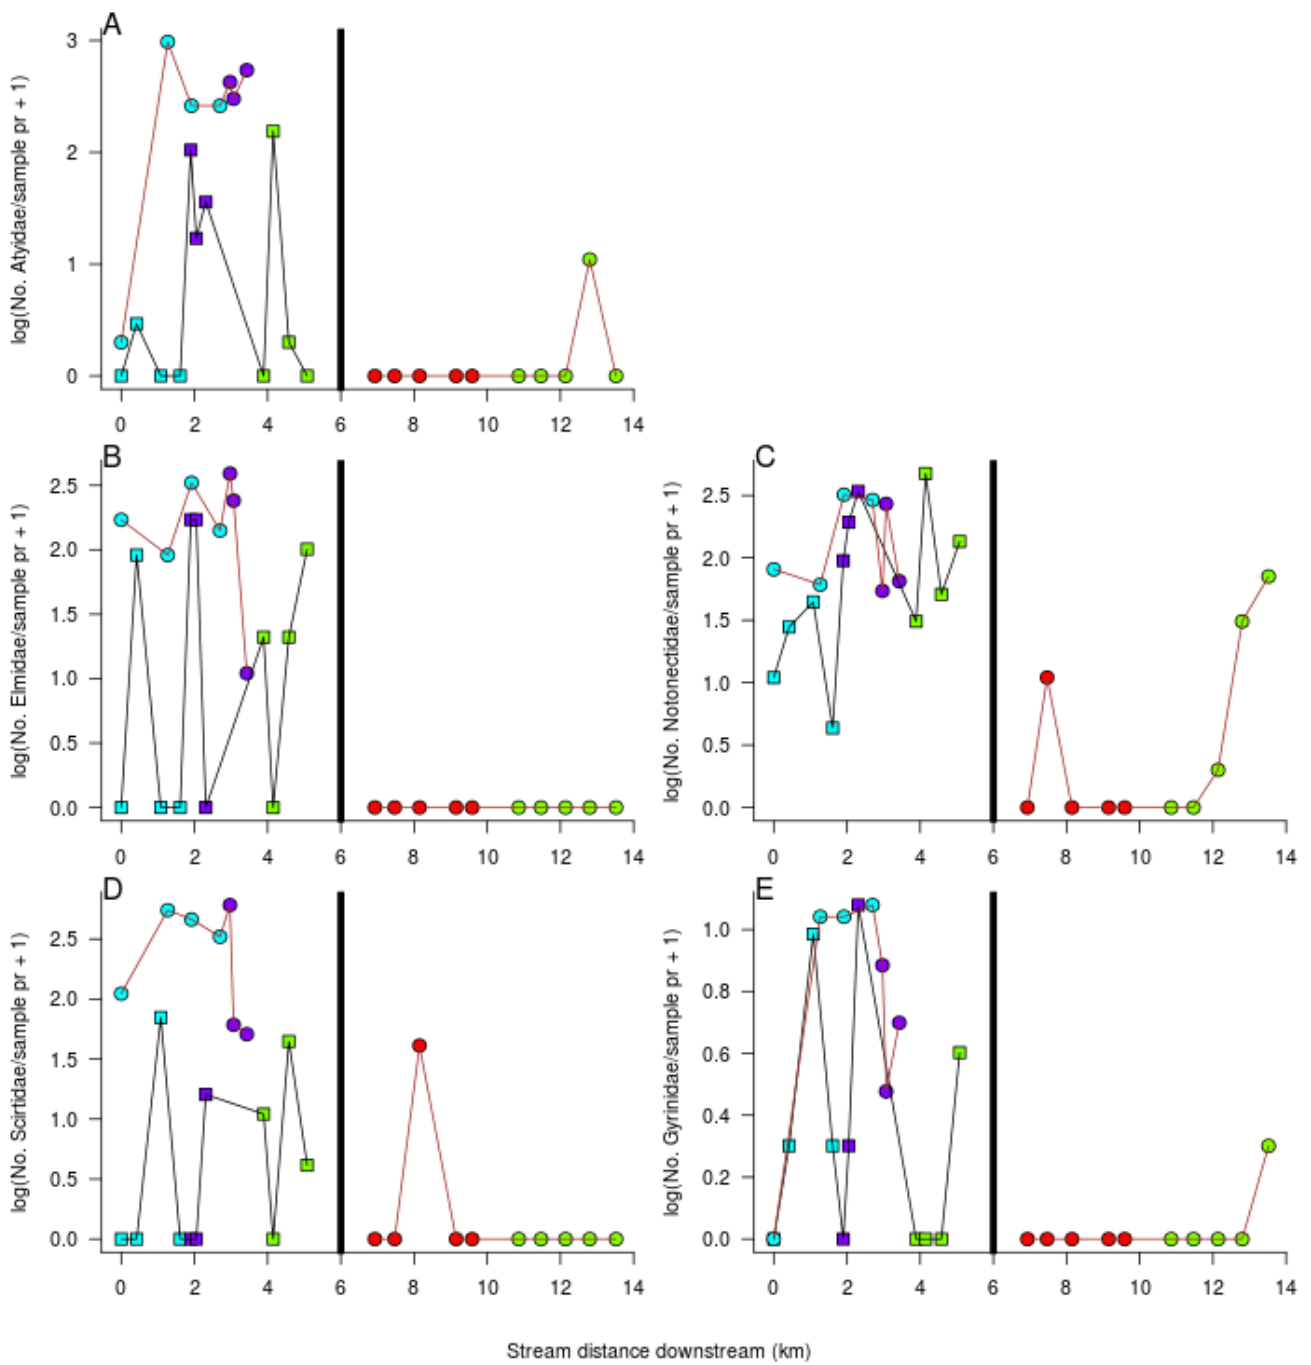 A
log(No. Atyidae/sample pr + 1)
3
2
1
0
0 2 4 6 8 10 12 14
B
log(No. Elmidae/sample pr + 1)
2.5
2.0
1.5
1.0
0.5
0.0
0 2 4 6 8 10 12 14
C
log(No. Notonectidae/sample pr + 1)
2.5
2.0
1.5
1.0
0.5
0.0
0 2 4 6 8 10 12 14
D
log(No. Scirtidae/sample pr + 1)
2.5
2.0
1.5
1.0
0.5
0.0
0 2 4 6 8 10 12 14
E
log(No. Gyrinidae/sample pr + 1)
1.0
0.8
0.6
0.4
0.2
0.0
0 2 4 6 8 10 12 14
Stream distance downstream (km)